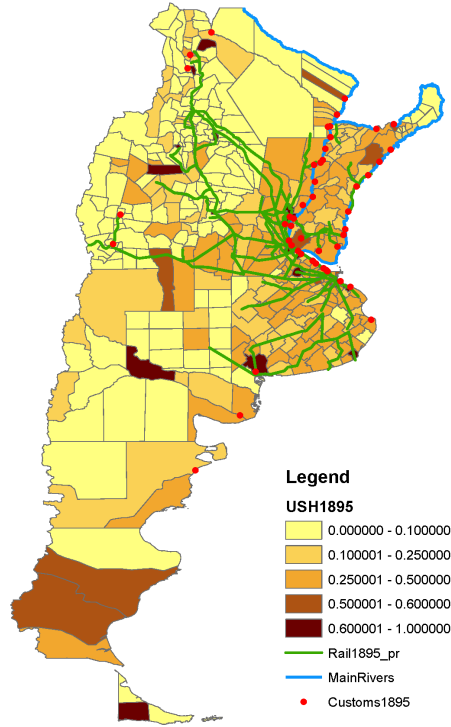 Legend
USH1895
0.000000 - 0.100000
0.100001 - 0.250000
0.250001 - 0.500000
0.500001 - 0.600000
0.600001 - 1.000000
Rail1895_pr
MainRivers
Customs1895